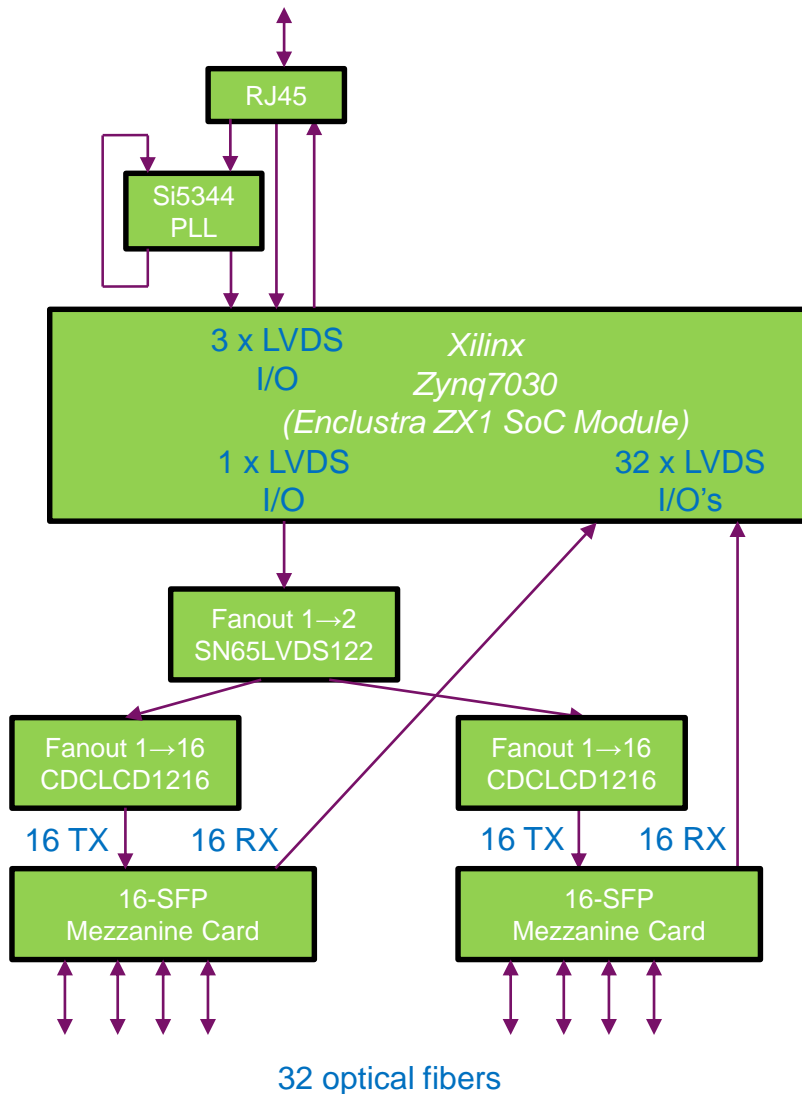 RJ45
Si5344
PLL
3 x LVDS
I/O
Xilinx
Zynq7030
(Enclustra ZX1 SoC Module)
1 x LVDS
I/O
32 x LVDS
I/O's
Fanout 1→2
SN65LVDS122
Fanout 1→16
CDCLCD1216
Fanout 1→16
CDCLCD1216
16 TX
16 RX
16 TX
16 RX
16-SFP
Mezzanine Card
16-SFP
Mezzanine Card
32 optical fibers